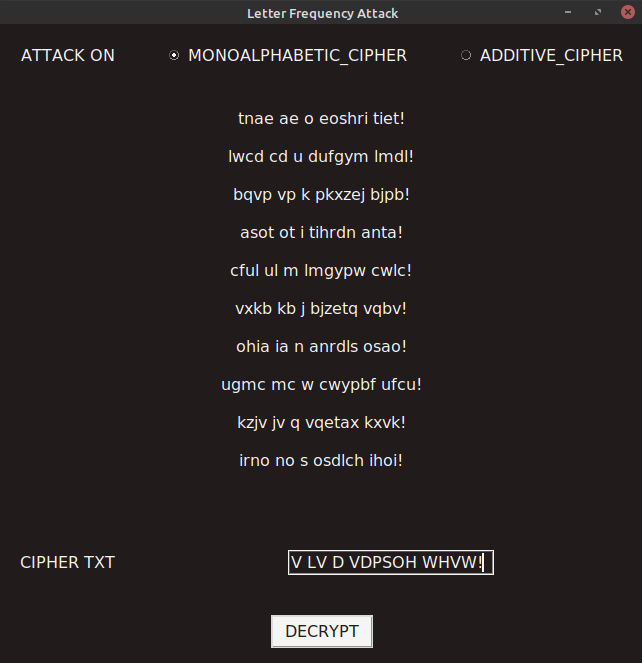 Letter Frequency Attack
ATTACK ON MONOALPHABETIC_CIPHER ADDITIVE_CIPHER
tnae ae o eoshri tiet!
lwcd cd u dufgym lmdl!
bqvp vp k pkxzej bjpb!
asot ot i tihrdn anta!
cful ul m lmgypw cwlc!
vxkb kb j bjzetq vqbv!
ohia ia n anrdls osao!
ugmc mc w cwypbf ufcu!
kzjv jv q vqetax kxvk!
irno no s osdlch ihoi!
CIPHER TXT V LV D VDPSOH WHVW!
DECRYPT